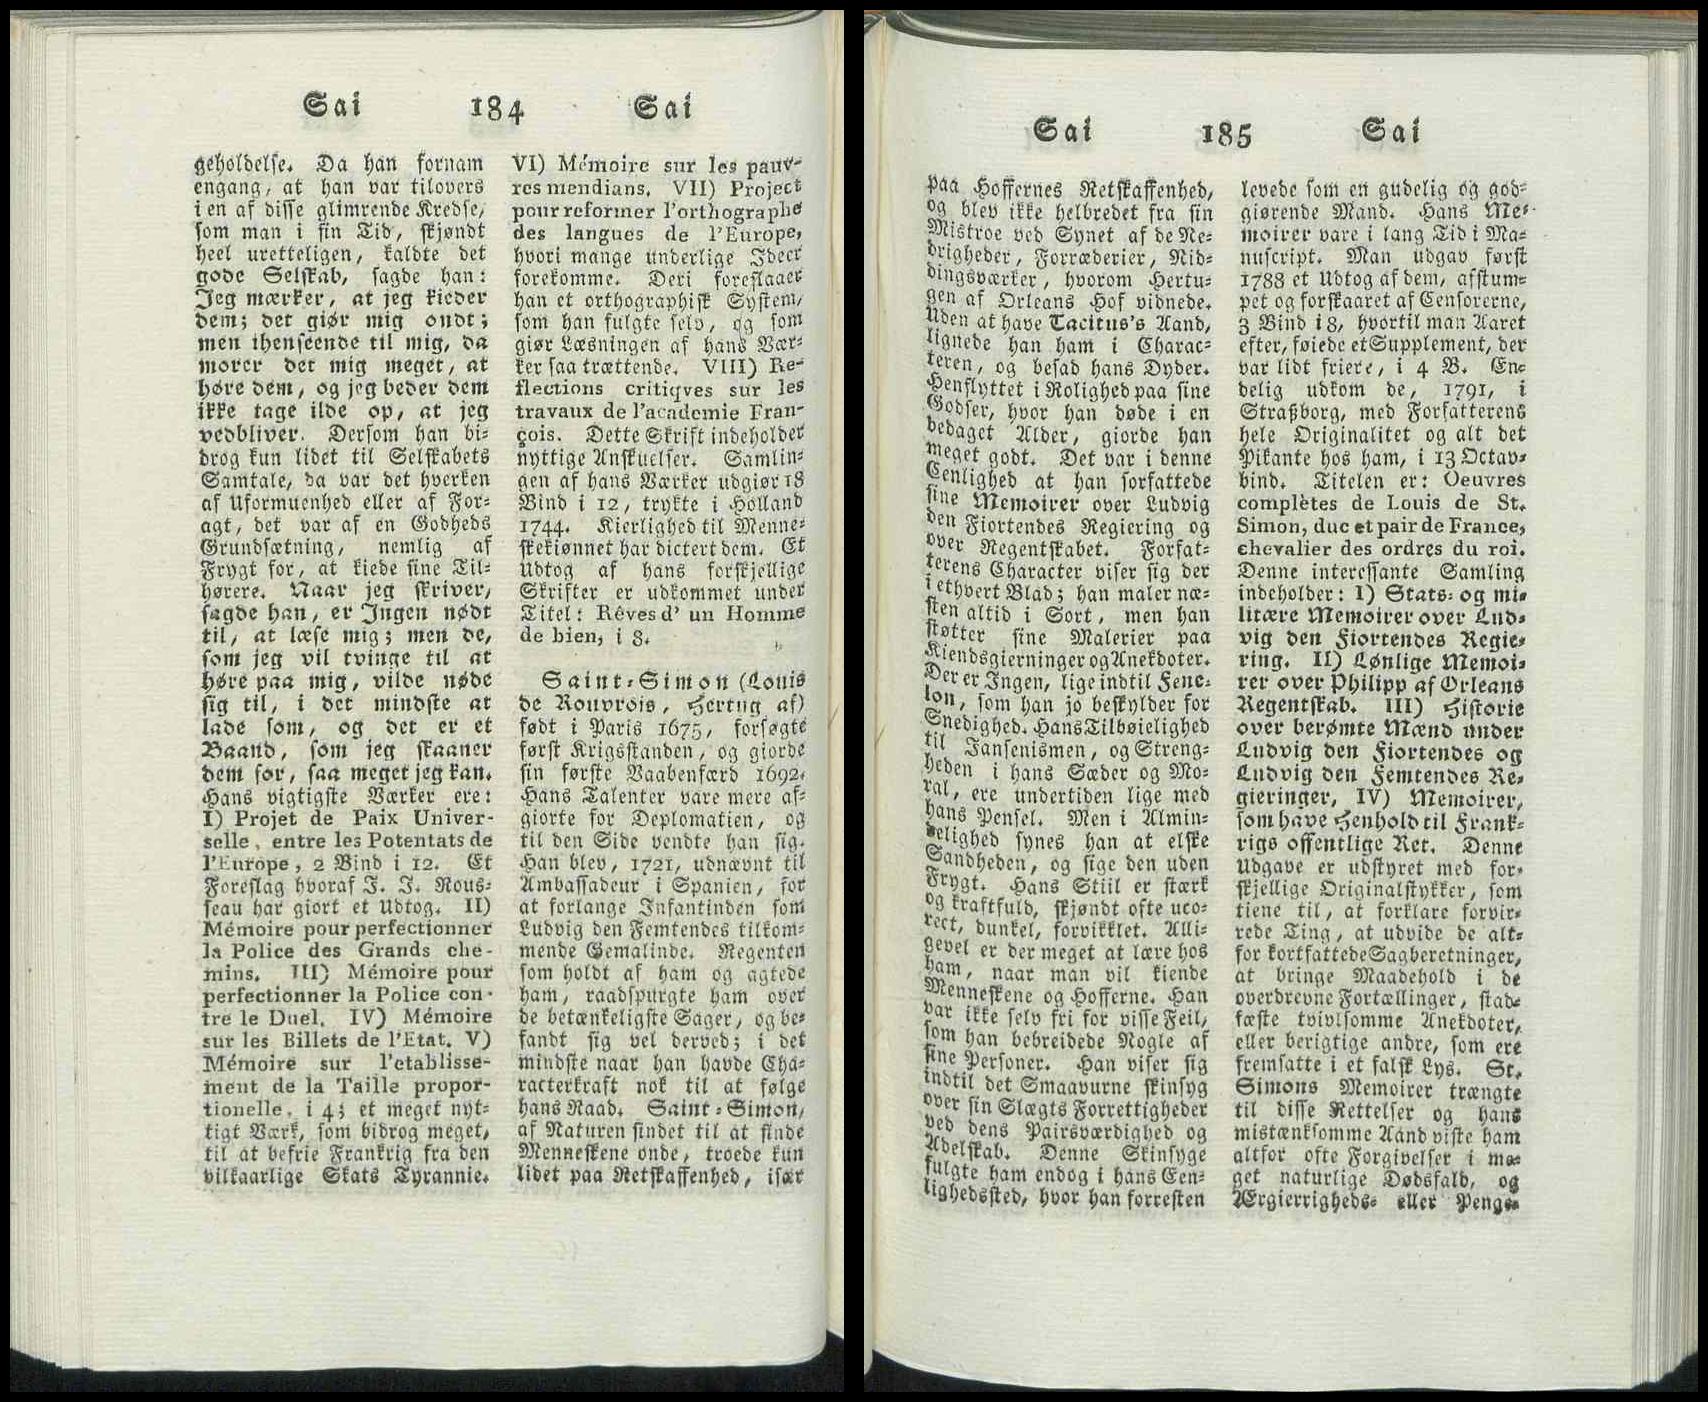 Sai 184 Sai
geholdelse. Da han fornam
engang, at han var tilovers
i en af disse glimrende Kredse,
som man i sin Tid, skjøndt
heel uretteligen, kaldte det
gode Selskab, sagde han:
Jeg mærker, at jeg kieder
dem; det giør mig ondt;
men ihenseende til mig, da
morer det mig meget, at
høre dem, og jeg beder dem
ikke tage ilde op, at jeg
vedbliver. Dersom han bi-
drog kun lidet til Selskabets
Samtale, da var det hverken
af Uformuenhed eller af For-
agt, det var af en Godheds
Grundsætning, nemlig af
Frygt for, at kiede sine Til-
hørere. Naar jeg skriver,
sagde han, er Ingen nødt
til, at læse mig; men de,
som jeg vil tvinge til at
høre paa mig, vilde nøde
sig til, i det mindste at
lade som, og det er et
Baand, som jeg skaaner
dem for, saa meget jeg kan.
Hans vigtigste Værker ere:
I) Projet de Paix Univer-
selle, entre les Potentats de
l'Europe, 2 Bind i 12. Et
Foreslag hvoraf J. J. Rous-
seau har giort et Udtog. II)
Mémoire pour perfectionner
la Police des Grands che-
mins. III) Mémoire pour
perfectionner la Police con-
tre le Duel. IV) Mémoire
sur les Billets de l'Etat. V)
Mémoire sur l'etablisse-
ment de la Taille propor-
tionelle, i 4; et meget nyt-
tigt Værk, som bidrog meget,
til at befrie Frankrig fra den
vilkaarlige Skats Tyrannie.
VI) Mémoire sur les pauv-
res mendians. VII) Project
pour reformer l'orthographe
des langues de l'Europe,
hvori mange underlige Ideer
forekomme. Deri foreslaaer
han et orthographisk System,
som han fulgte selv, og som
giør Læsningen af hans Vær-
ker saa trættende. VIII) Re-
flections critiqves sur les
travaux de l'academie Fran-
çois. Dette Skrift indeholder
nyttige Anskuelser. Samlin-
gen af hans Værker udgiør 18
Bind i 12, trykte i Holland
1744. Kierlighed til Menne-
skekiønnet har dictert dem. Et
Udtog af hans forskjellige
Skrifter er udkommet under
Titel: Rêves d' un Homme
de bien, i 8.
Saint-Simon (Louis
de Rouvrois, Hertug af)
født i Paris 1675, forsøgte
først Krigsstanden, og giorde
sin første Vaabenfærd 1692.
Hans Talenter vare mere af-
giorte for Deplomatien, og
til den Side vendte han sig.
Han blev, 1721, udnævnt til
Ambassadeur i Spanien, for
at forlange Infantinden som
Ludvig den Femtendes tilkom-
mende Gemalinde. Regenten
som holdt af ham og agtede
ham, raadspurgte ham over
de betænkeligste Sager, og be-
fandt sig vel derved; i det
mindste naar han havde Cha-
racterkraft nok til at følge
hans Raad. Saint-Simon,
af Naturen sindet til at finde
Menneskene onde, troede kun
lidet paa Retskaffenhed, især
Sai 185 Sai
paa Hoffernes Retskaffenhed,
og blev ikke helbredet fra sin
Mistroe ved Synet af de Ne-
drigheder, Forræderier, Nid-
dingsværker, hvorom Hertu-
gen af Orleans Hof vidnede.
Uden at have Tacitus's Aand,
lignede han ham i Charac-
teren, og besad hans Dyder.
Henflyttet i Rolighed paa sine
Godser, hvor han døde i en
bedaget Alder, giorde han
meget godt. Det var i denne
Eenlighed at han forfattede
sine Memoirer over Ludvig
den Fiortendes Regiering og
over Regentskabet. Forfat-
terens Character viser sig der
i ethvert Blad; han maler næ-
sten altid i Sort, men han
støtter sine Malerier paa
Kiendsgierninger og Anekdoter.
Der er Ingen, lige indtil Fene-
lon, som han jo beskylder for
Snedighed. Hans Tilbøielighed
til Jansenismen, og Streng-
heden i hans Sæder og Mo-
ral, ere undertiden lige med
hans Pensel. Men i Almin-
delighed synes han at elske
Sandheden, og sige den uden
Frygt. Hans Stiil er stærk
og kraftfuld, skjøndt ofte uco-
rect, dunkel, forvikklet. Alli-
gevel er der meget at lære hos
ham, naar man vil kiende
Menneskene og Hofferne. Han
var ikke selv fri for visse Feil,
som han bebreidede Nogle af
sine Personer. Han viser sig
indtil det Smaavurne skinsyg
over sin Slægts Forrettigheder
ved dens Pairsværdighed og
Adelskab. Denne Skinsyge
fulgte ham endog i hans Een-
lighedssted, hvor han forresten
levede som en gudelig og god-
giørende Mand. Hans Me-
moirer vare i lang Tid i Ma-
nuscript. Man udgav først
1788 et Udtog af dem, afstum-
pet og forskaaret af Censorerne,
3 Bind i 8, hvortil man Aaret
efter, føiede et Supplement, der
var lidt friere, i 4 B. En-
delig udkom de, 1791, i
Straßborg, med Forfatterens
hele Originalitet og alt det
Pikante hos ham, i 13 Octav-
bind. Titelen er: Oeuvres
complètes de Louis de St.
Simon, duc et pair de France,
chevalier des ordres du roi.
Denne interessante Samling
indeholder: I) Stats- og mi-
litære Memoirer over Lud-
vig den Fiortendes Regie-
ring. II) Lønlige Memoi-
rer over Philipp af Orleans
Regentskab. III) Historie
over berømte Mænd under
Ludvig den Fiortendes og
Ludvig den Femtendes Re-
gieringer, IV) Memoirer,
som have Henhold til Frank-
rigs offentlige Ret. Denne
Udgave er udstyret med for-
skjellige Originalstykker, som
tiene til, at forklare forvir-
rede Ting, at udvide de alt-
for kortfattede Sagberetninger,
at bringe Maadehold i de
overdrevne Fortællinger, stad-
fæste tvivlsomme Anekdoter,
eller berigtige andre, som ere
fremsatte i et falsk Lys. St.
Simons Memoirer trængte
til disse Rettelser og hans
mistænksomme Aand viste ham
altfor ofte Forgivelser i me-
get naturlige Dødsfald, og
Ærgierrigheds- eller Penge-